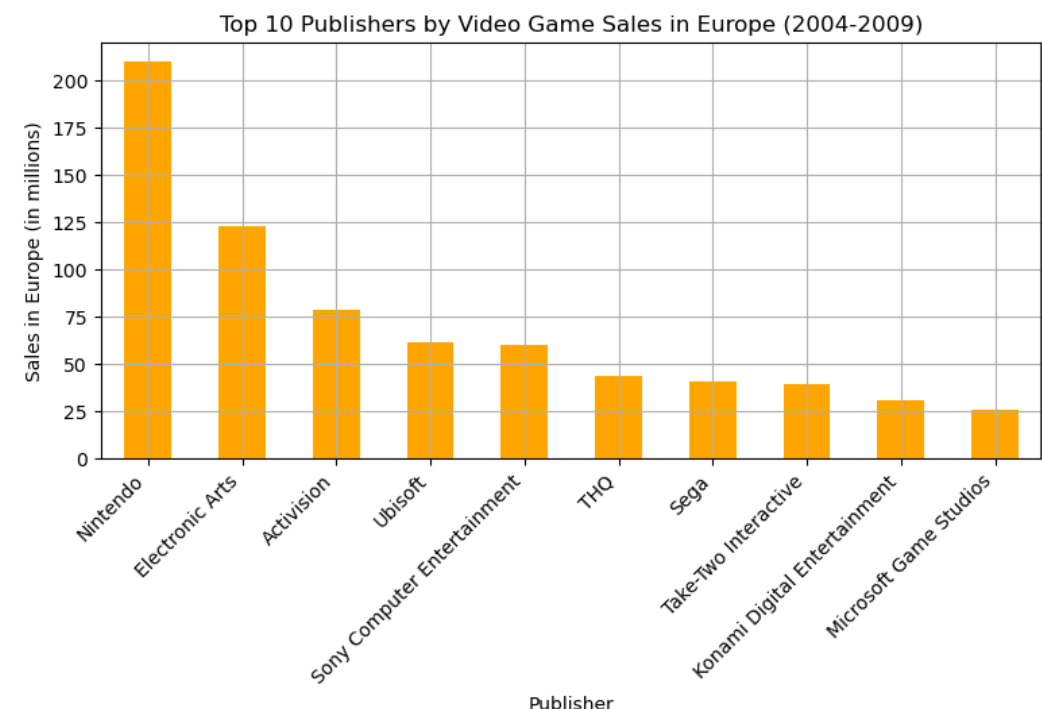 Top 10 Publishers by Video Game Sales in Europe (2004-2009)
Sales in Europe (in millions)
200
175
150
125
100
75
50
25
0
Nintendo
Electronic Arts
Activision
Ubisoft
Sony Computer Entertainment
THQ
Sega
Take-Two Interactive
Konami Digital Entertainment
Microsoft Game Studios
Publisher